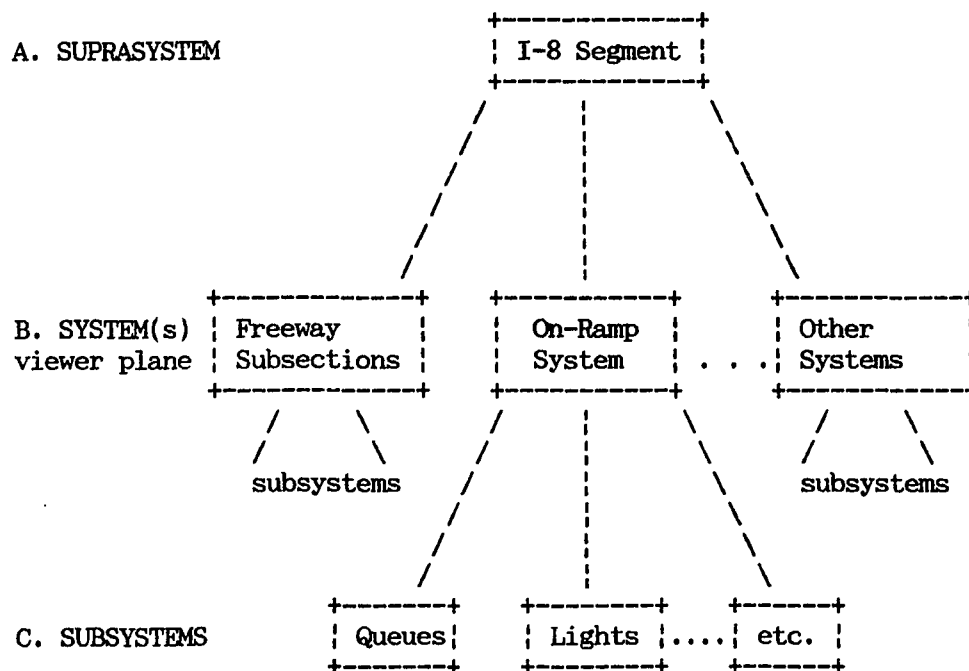 A. SUPRASYSTEM
I-8 Segment
B. SYSTEM(s)
viewer plane
Freeway
Subsections
On-Ramp
System
. . .
Other
Systems
subsystems
subsystems
C. SUBSYSTEMS
Queues
Lights
....
etc.